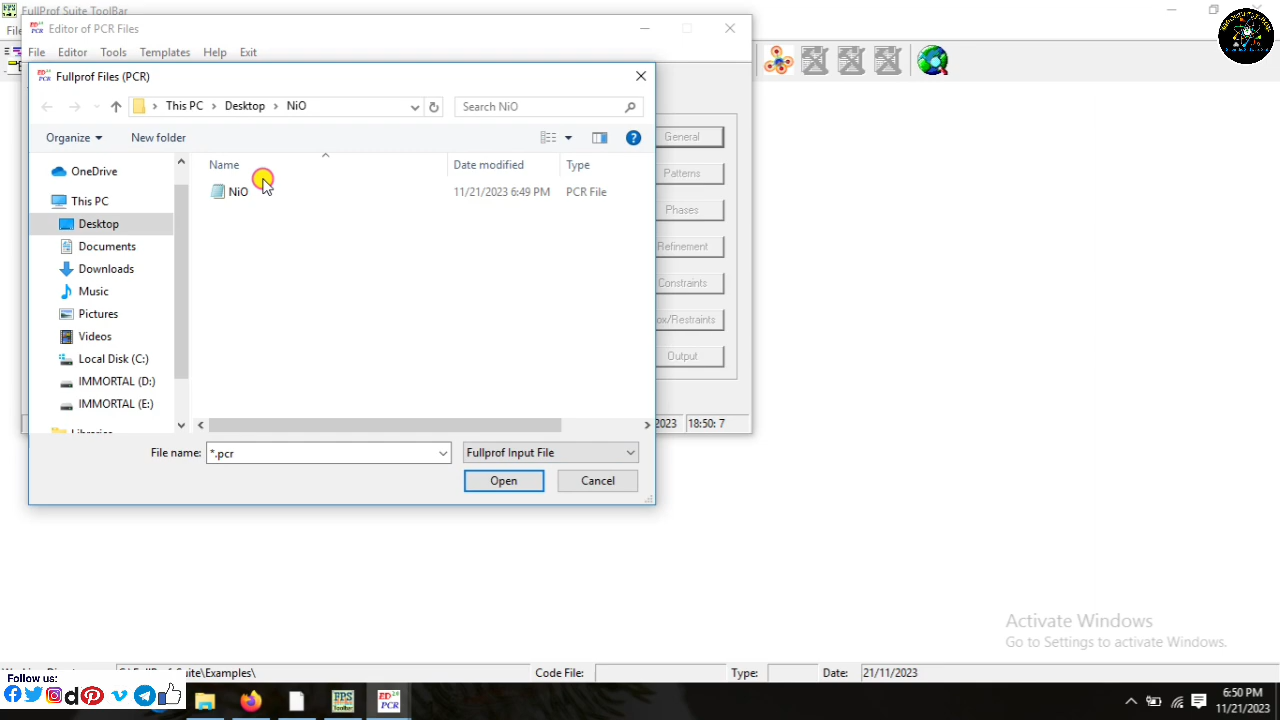 FullProf Suite ToolBar
Editor of PCR Files
File Editor Tools Templates Help Exit
Fullprof Files (PCR)
This PC Desktop NiO
Search NiO
Organize New folder
Name Date modified Type
NiO 11/21/2023 6:49 PM PCR File
OneDrive
This PC
Desktop
Documents
Downloads
Music
Pictures
Videos
Local Disk (C:)
IMMORTAL (D:)
IMMORTAL (E:)
General
Patterns
Phases
Refinement
Constraints
ox/Restraints
Output
2023 18:50: 7
File name: *.pcr Fullprof Input File
Open Cancel
Activate Windows
Go to Settings to activate Windows.
Code File: Type: Date: 21/11/2023
Follow us:
6:50 PM
11/21/2023